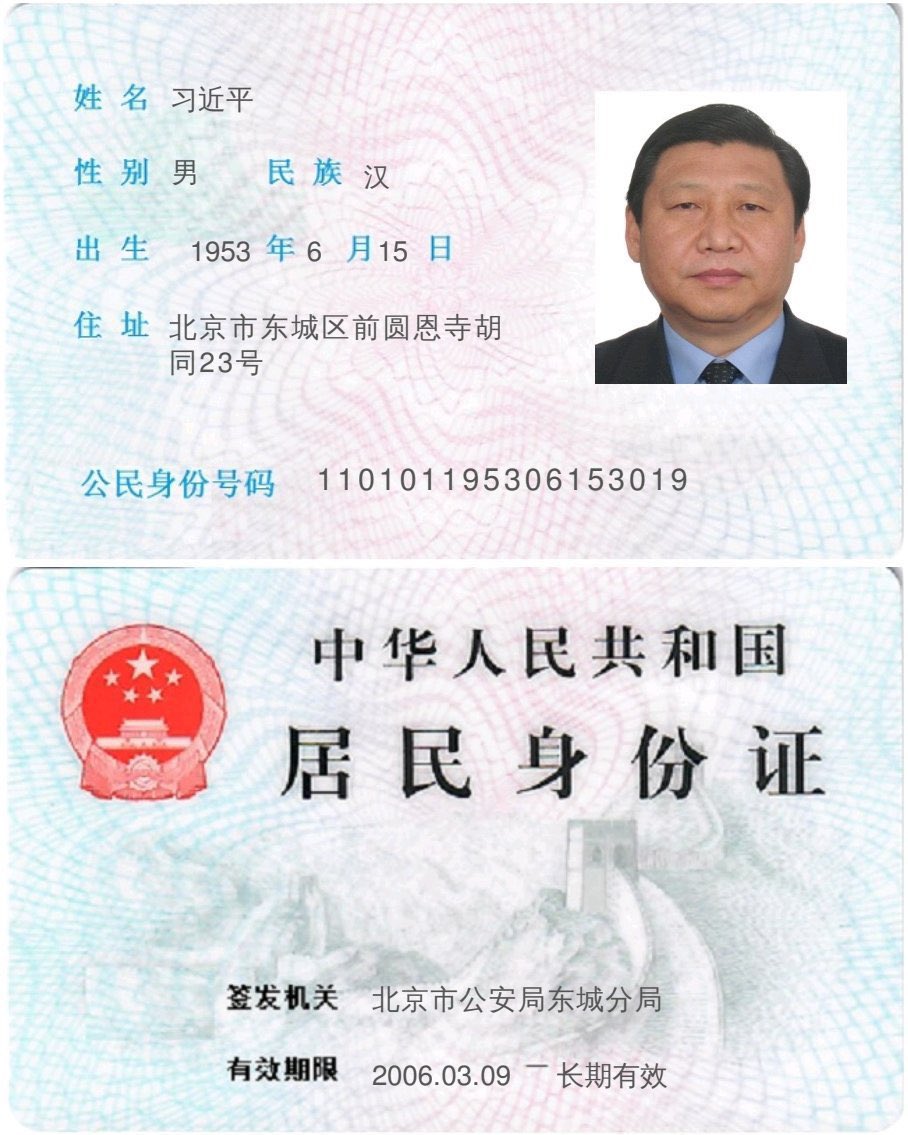 姓 名 习近平
性 别 男 民 族 汉
出 生 1953 年 6 月 15 日
住 址 北京市东城区前圆恩寺胡
同23号
公民身份号码 110101195306153019
中华人民共和国
居民身份证
签发机关 北京市公安局东城分局
有效期限 2006.03.09 — 长期有效